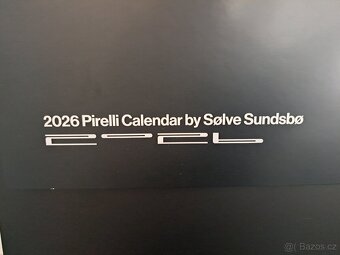 2026 Pirelli Calendar by Sølve Sundsbø
© Bazos.cz